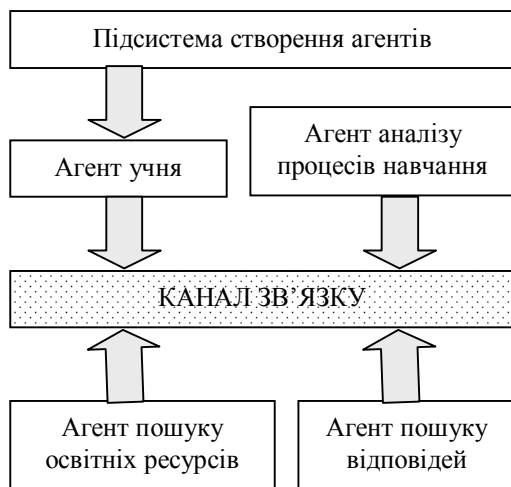 Підсистема створення агентів
Агент учня
Агент аналізу
процесів навчання
КАНАЛ ЗВ’ЯЗКУ
Агент пошуку
освітніх ресурсів
Агент пошуку
відповідей